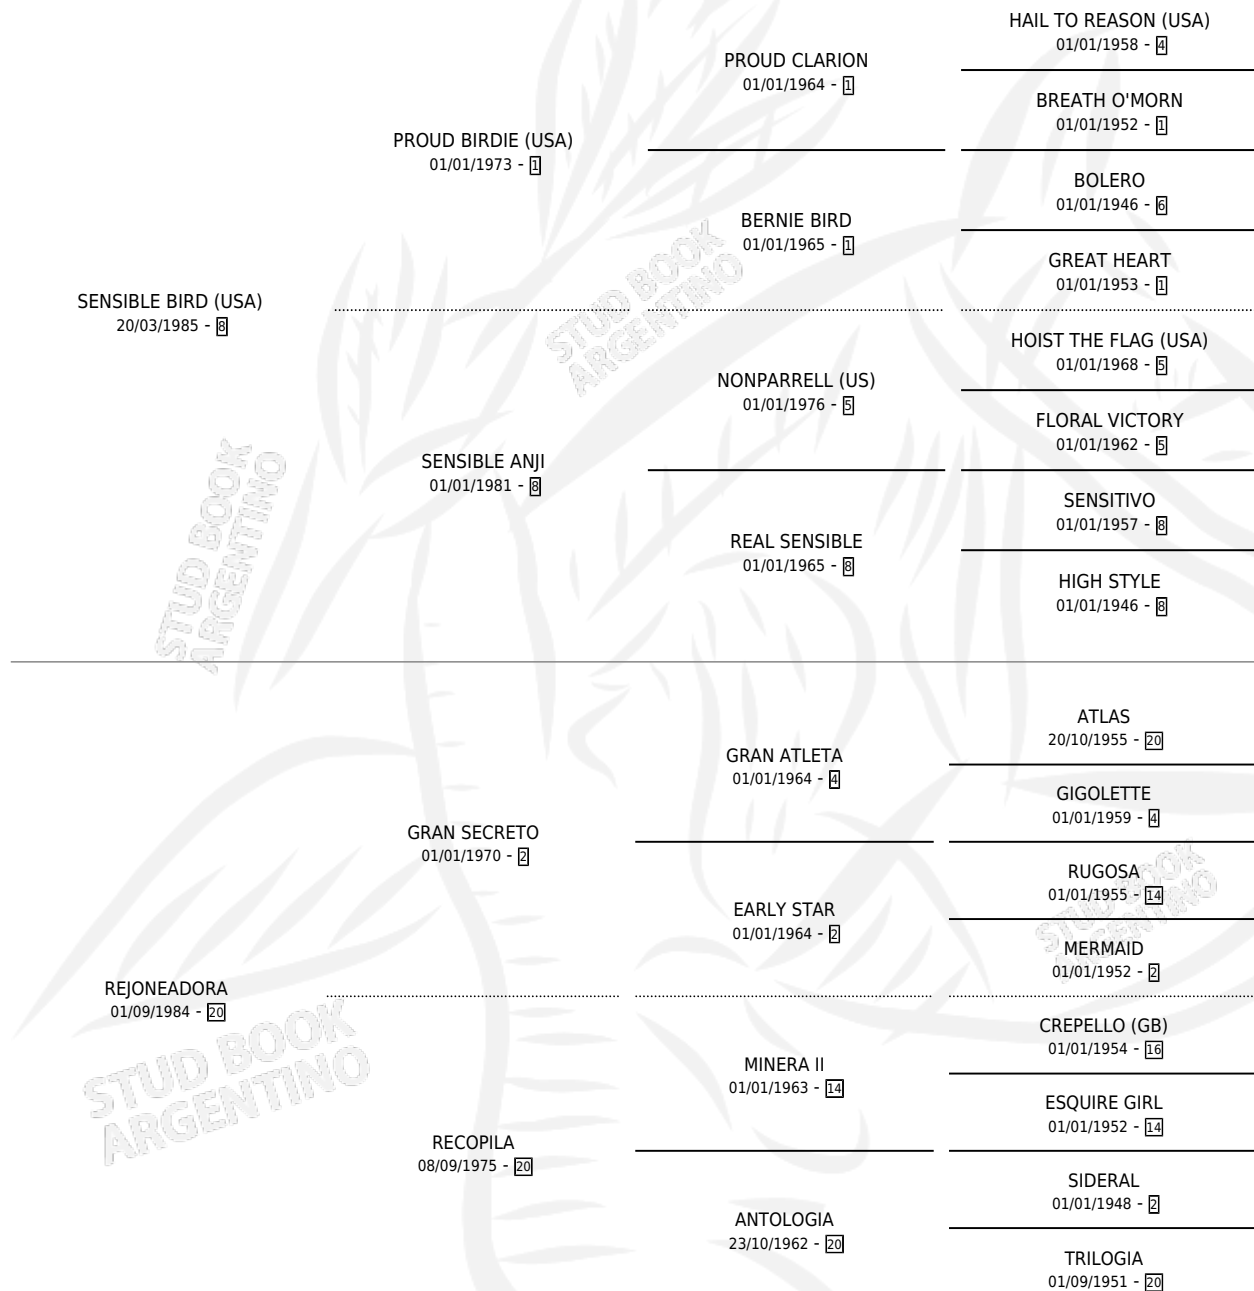 HAIL TO REASON (USA)
01/01/1958 - 4
PROUD CLARION
01/01/1964 - 1
BREATH O'MORN
01/01/1952 - 1
PROUD BIRDIE (USA)
01/01/1973 - 1
BOLERO
01/01/1946 - 6
BERNIE BIRD
01/01/1965 - 1
GREAT HEART
01/01/1953 - 1
SENSIBLE BIRD (USA)
20/03/1985 - 8
HOIST THE FLAG (USA)
01/01/1968 - 5
NONPARRELL (US)
01/01/1976 - 5
FLORAL VICTORY
01/01/1962 - 5
SENSIBLE ANJI
01/01/1981 - 8
SENSITIVO
01/01/1957 - 8
REAL SENSIBLE
01/01/1965 - 8
HIGH STYLE
01/01/1946 - 8
ATLAS
20/10/1955 - 20
GRAN ATLETA
01/01/1964 - 4
GIGOLETTE
01/01/1959 - 4
GRAN SECRETO
01/01/1970 - 2
RUGOSA
01/01/1955 - 14
EARLY STAR
01/01/1964 - 2
MERMAID
01/01/1952 - 2
REJONEADORA
01/09/1984 - 20
CREPELLO (GB)
01/01/1954 - 16
MINERA II
01/01/1963 - 14
ESQUIRE GIRL
01/01/1952 - 14
RECOPILA
08/09/1975 - 20
SIDERAL
01/01/1948 - 2
ANTOLOGIA
23/10/1962 - 20
TRILOGIA
01/09/1951 - 20
STUD BOOK
ARGENTINO
STUD BOOK
ARGENTINO
STUD BOOK
ARGENTINO
STUD BOOK
ARGENTINO